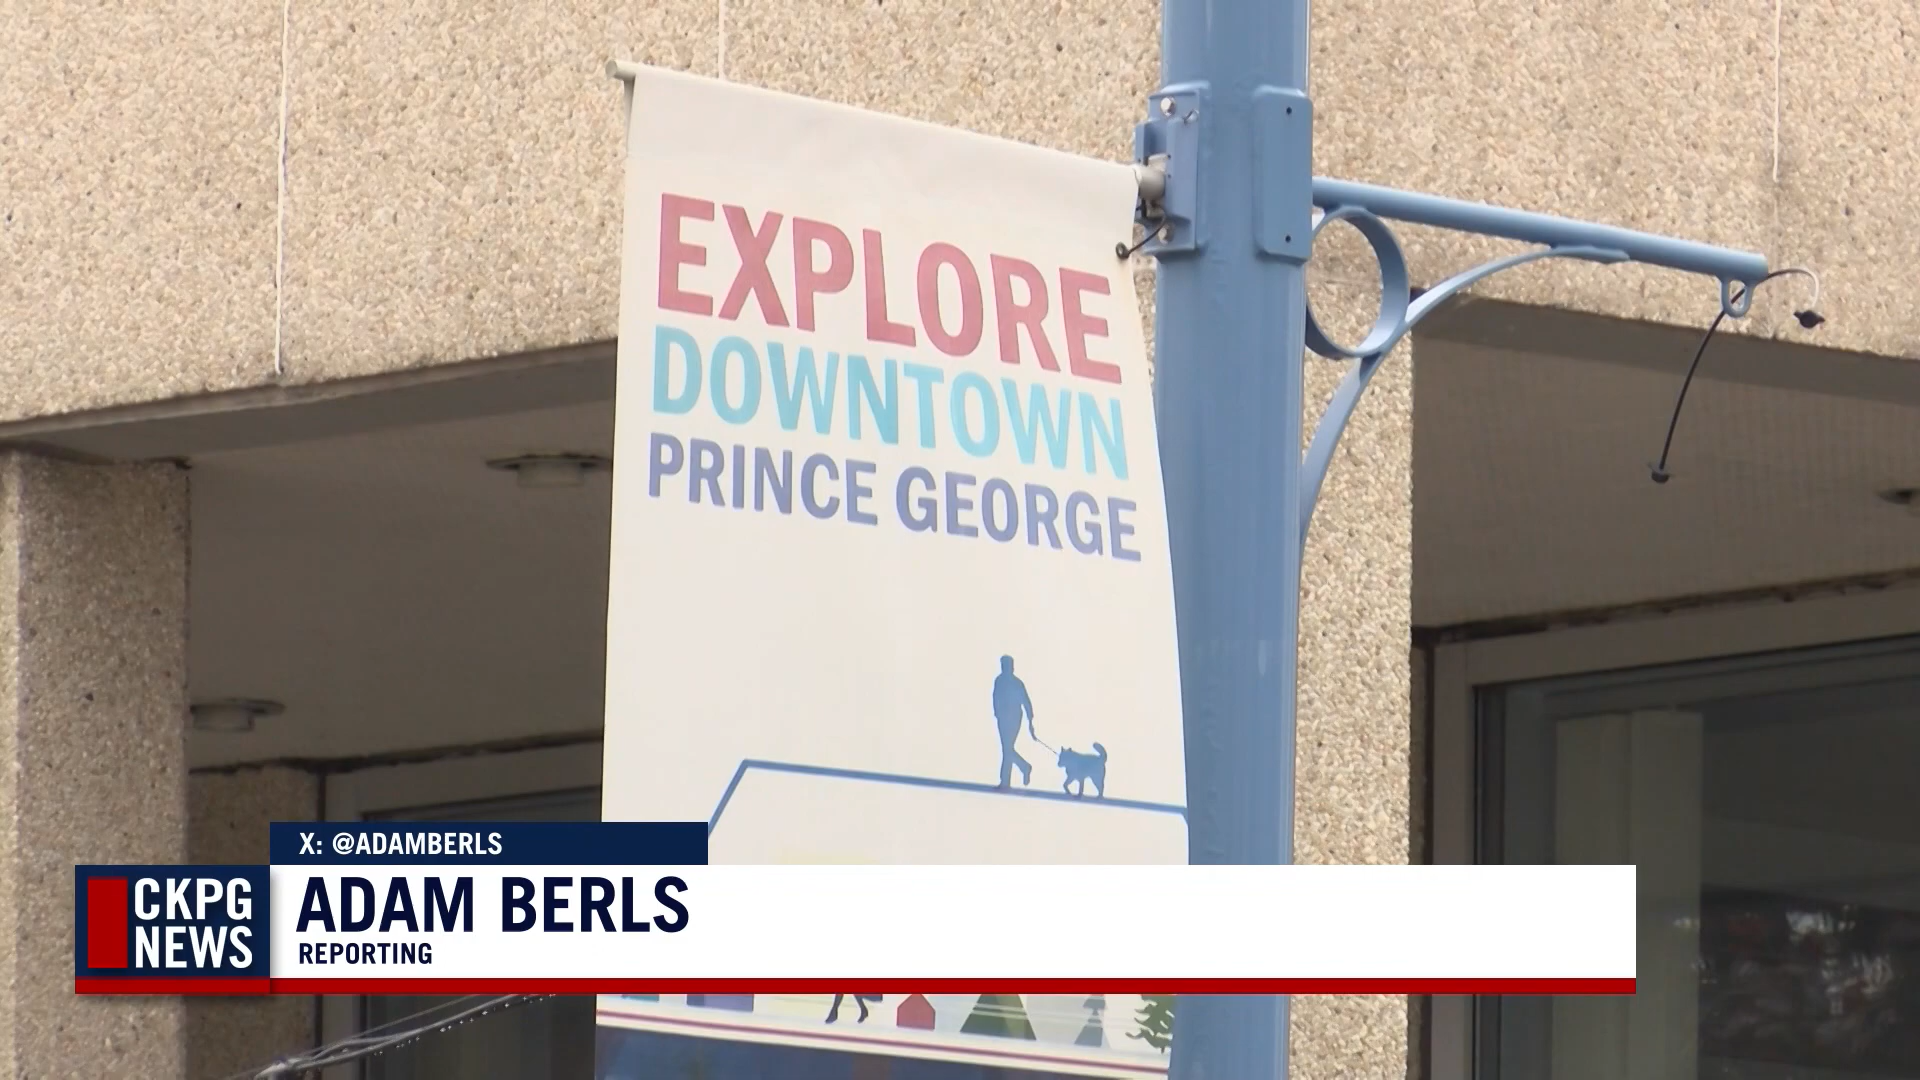 EXPLORE
DOWNTOWN
PRINCE GEORGE
X: @ADAMBERLS
CKPG
NEWS
ADAM BERLS
REPORTING